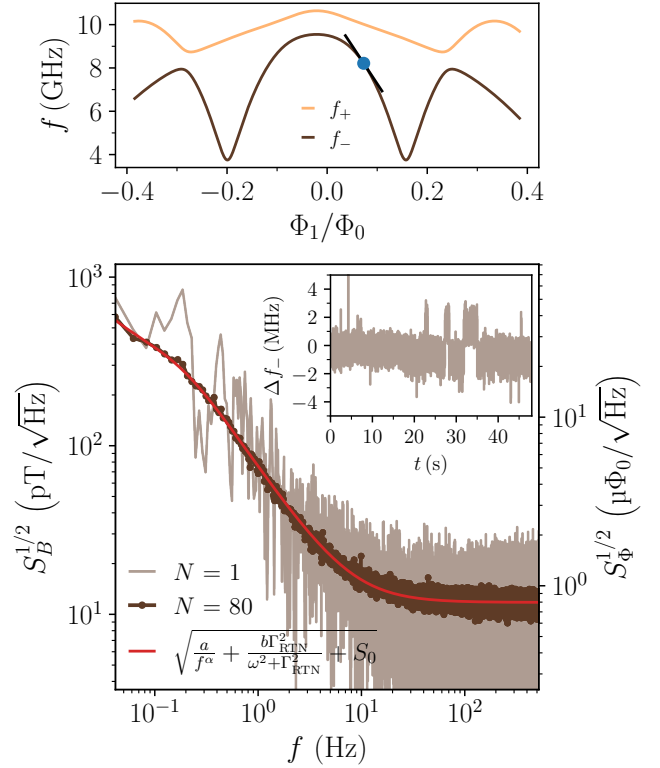 10
8
6
4
f (GHz)
f₊
f₋
−0.4 −0.2 0.0 0.2 0.4
Φ₁/Φ₀
10³
10²
10¹
S_B^{1/2} (pT/√Hz)
4
2
0
−2
−4
Δf₋ (MHz)
0 10 20 30 40
t (s)
10¹
10⁰
S_Φ^{1/2} (µΦ₀/√Hz)
N = 1
N = 80
√(a/f^α + bΓ²_RTN/(ω²+Γ²_RTN) + S₀)
10⁻¹ 10⁰ 10¹ 10²
f (Hz)